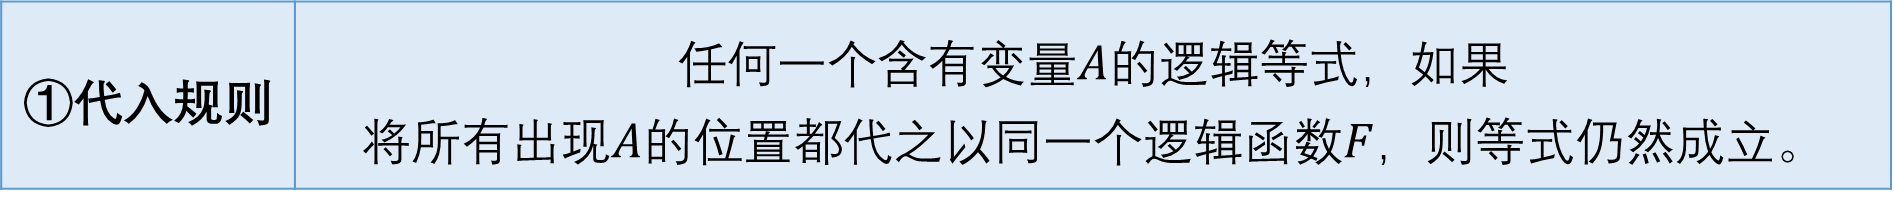 ①代入规则
任何一个含有变量A的逻辑等式，如果
将所有出现A的位置都代之以同一个逻辑函数F，则等式仍然成立。